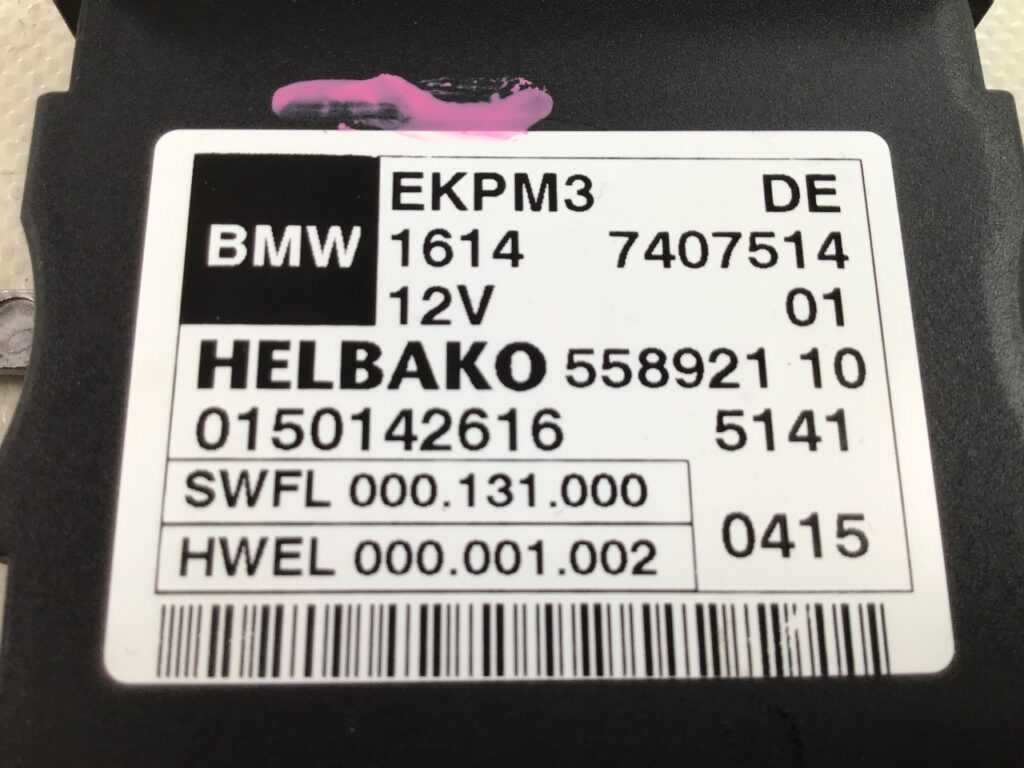 BMW
EKPM3 DE
1614 7407514
12V 01
HELBAKO 558921 10
0150142616 5141
SWFL 000.131.000
HWEL 000.001.002
0415